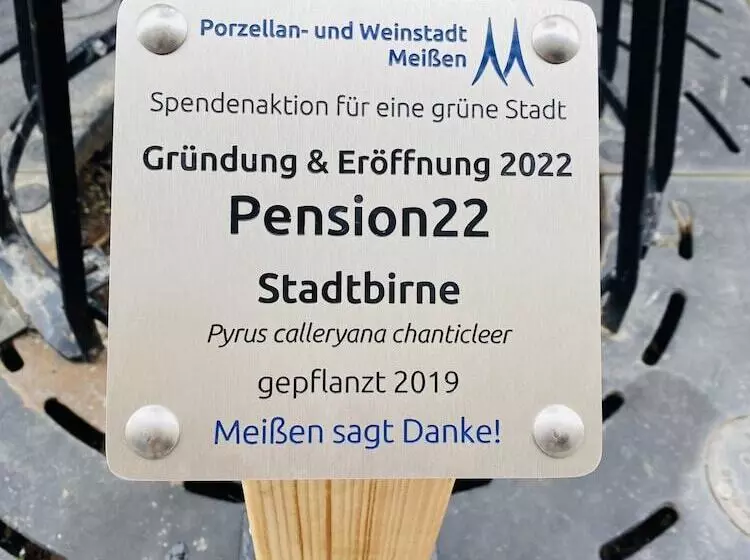 Porzellan- und Weinstadt
Meißen
Spendenaktion für eine grüne Stadt
Gründung & Eröffnung 2022
Pension22
Stadtbirne
Pyrus calleryana chanticleer
gepflanzt 2019
Meißen sagt Danke!